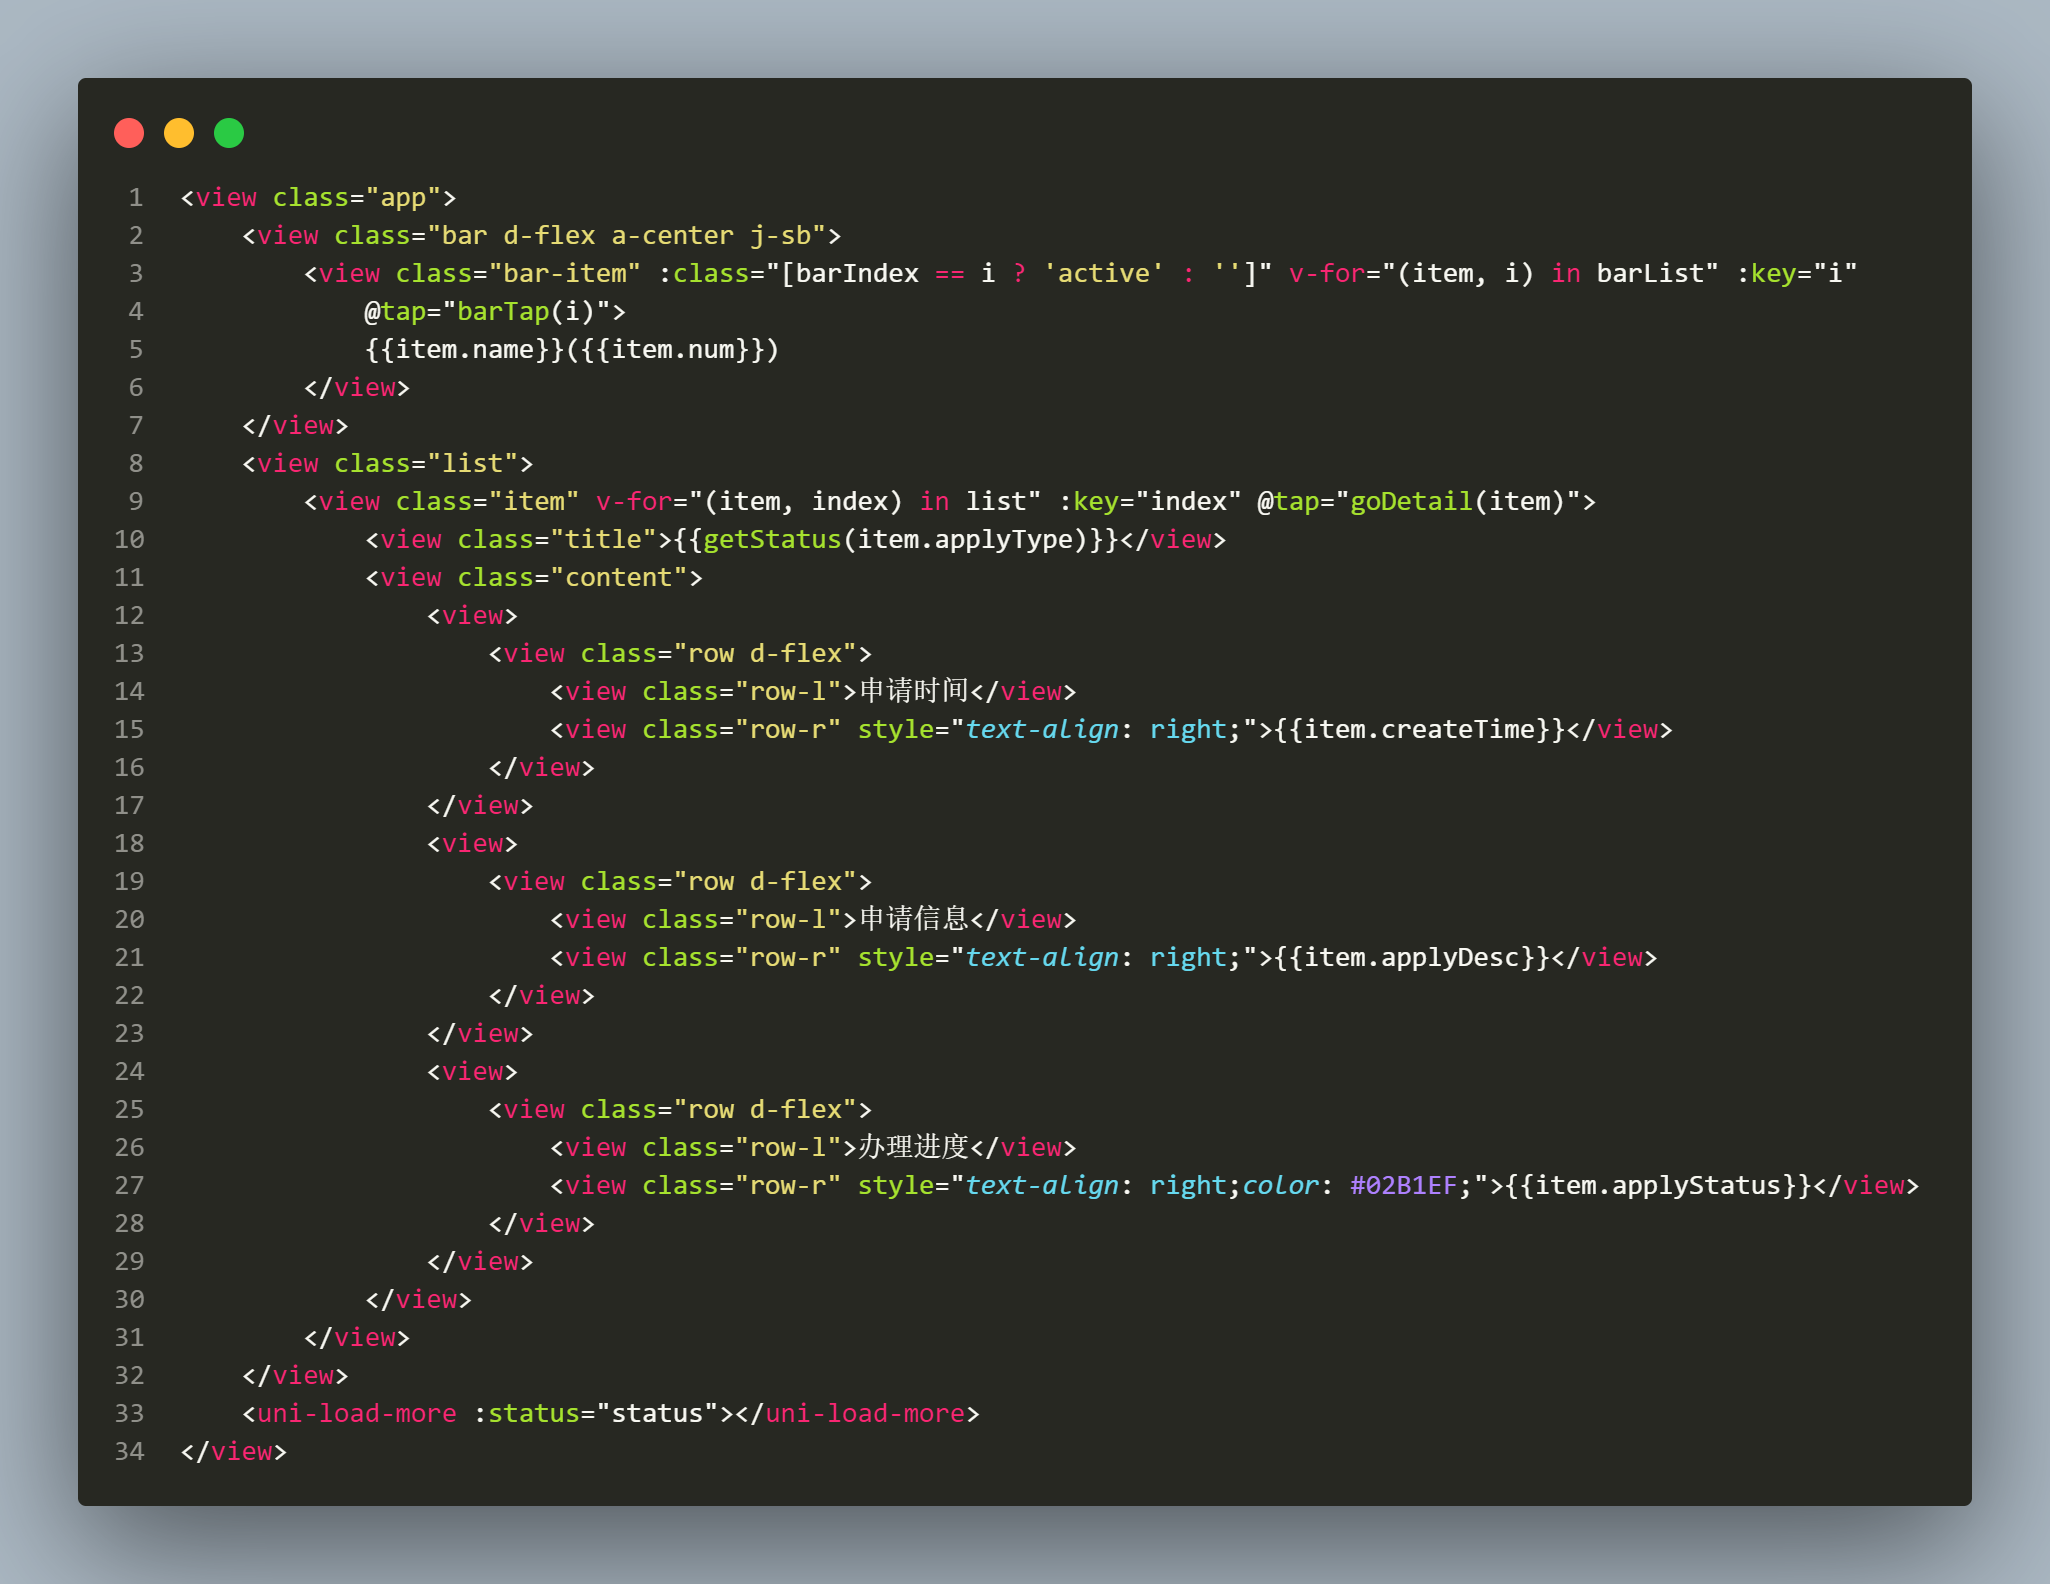 1 <view class="app">
2     <view class="bar d-flex a-center j-sb">
3         <view class="bar-item" :class="[barIndex == i ? 'active' : '']" v-for="(item, i) in barList" :key="i"
4             @tap="barTap(i)">
5             {{item.name}}({{item.num}})
6         </view>
7     </view>
8     <view class="list">
9         <view class="item" v-for="(item, index) in list" :key="index" @tap="goDetail(item)">
10             <view class="title">{{getStatus(item.applyType)}}</view>
11             <view class="content">
12                 <view>
13                     <view class="row d-flex">
14                         <view class="row-l">申请时间</view>
15                         <view class="row-r" style="text-align: right;">{{item.createTime}}</view>
16                     </view>
17                 </view>
18                 <view>
19                     <view class="row d-flex">
20                         <view class="row-l">申请信息</view>
21                         <view class="row-r" style="text-align: right;">{{item.applyDesc}}</view>
22                     </view>
23                 </view>
24                 <view>
25                     <view class="row d-flex">
26                         <view class="row-l">办理进度</view>
27                         <view class="row-r" style="text-align: right;color: #02B1EF;">{{item.applyStatus}}</view>
28                     </view>
29                 </view>
30             </view>
31         </view>
32     </view>
33     <uni-load-more :status="status"></uni-load-more>
34 </view>